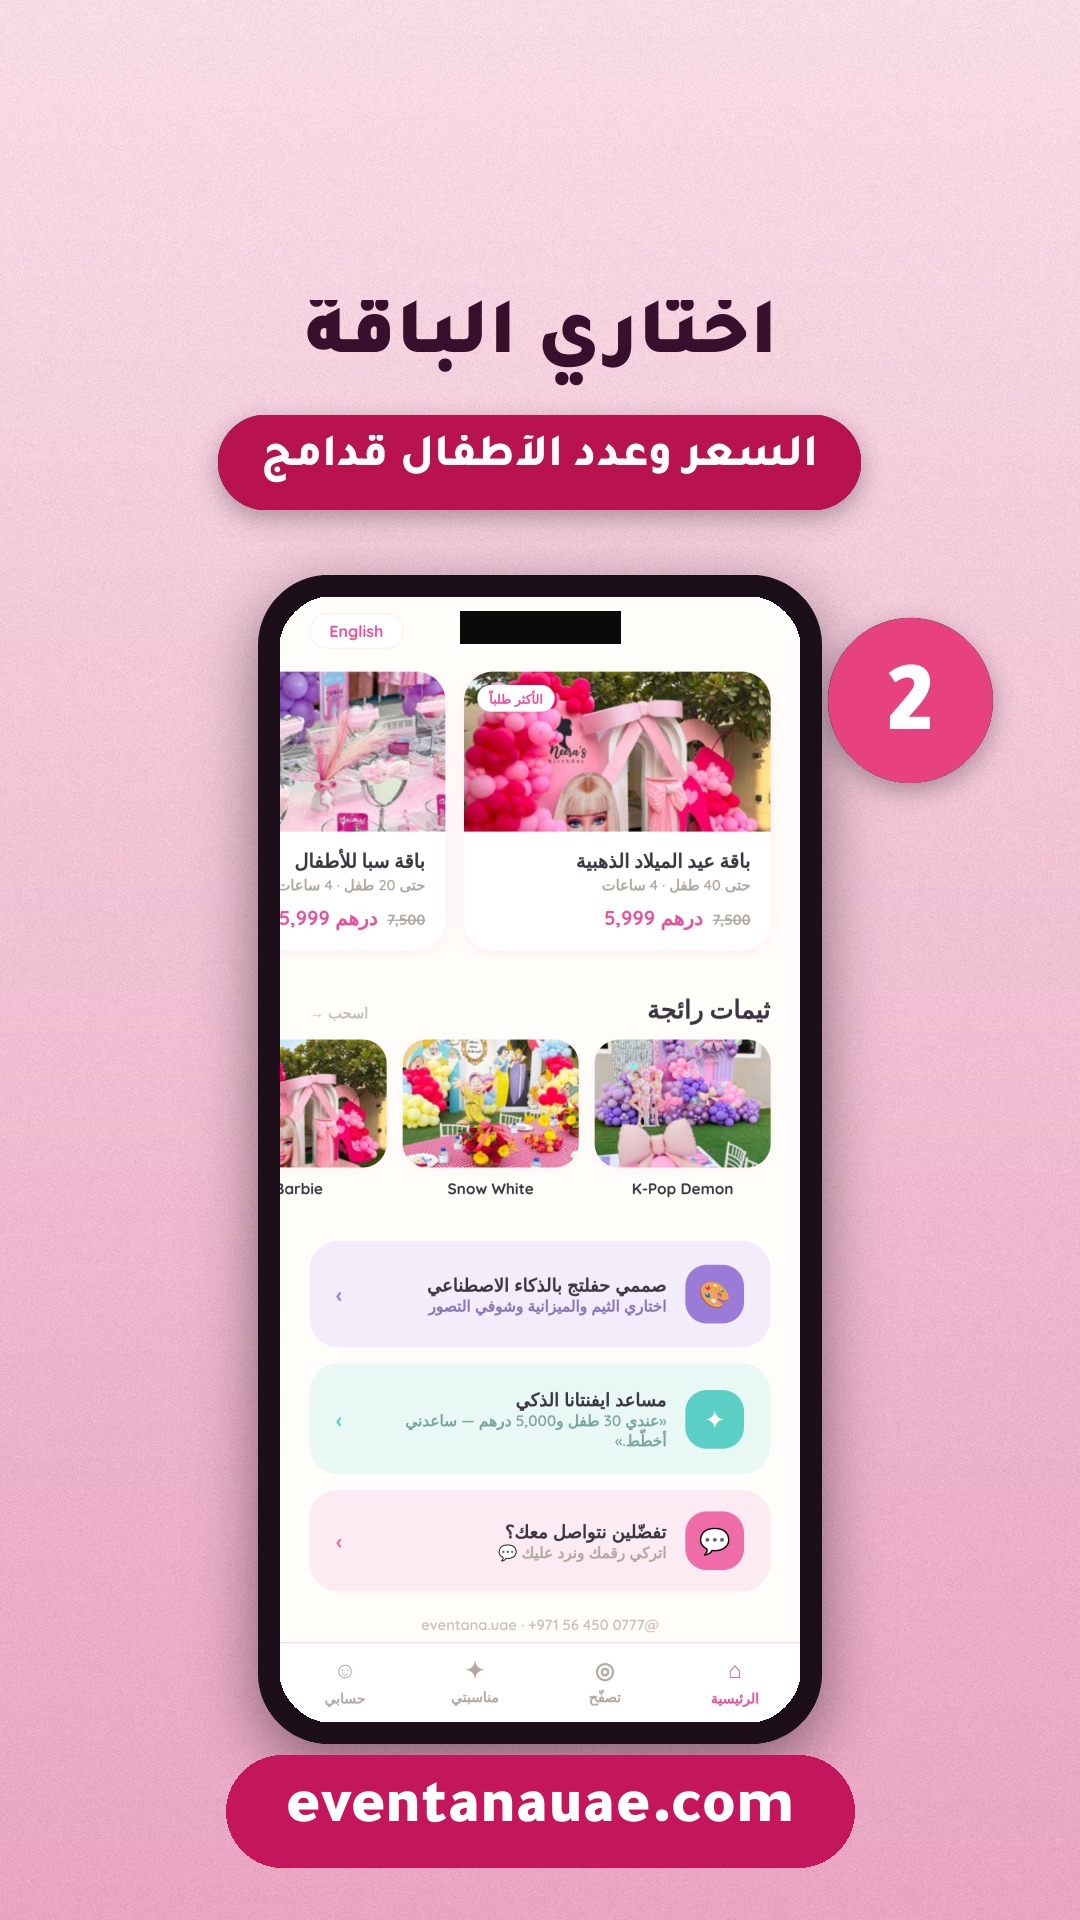 اختاري الباقة
السعر وعدد الأطفال قدامج
2
English
الأكثر طلباً
Neira's
birthday
باقة عيد الميلاد الذهبية
حتى 40 طفل · 4 ساعات
7,500 درهم 5,999
باقة سبا للأطفال
حتى 20 طفل · 4 ساعات
7,500 درهم 5,999
ثيمات رائجة
اسحب →
K-Pop Demon
Snow White
Barbie
صممي حفلتج بالذكاء الاصطناعي
اختاري الثيم والميزانية وشوفي التصور
مساعد ايفنتانا الذكي
«عندي 30 طفل و5,000 درهم — ساعدني
أخطّط.»
تفضّلين نتواصل معك؟
اتركي رقمك ونرد عليك 💬
eventana.uae · +971 56 450 0777@
الرئيسية
تصفّح
مناسبتي
حسابي
eventanauae.com